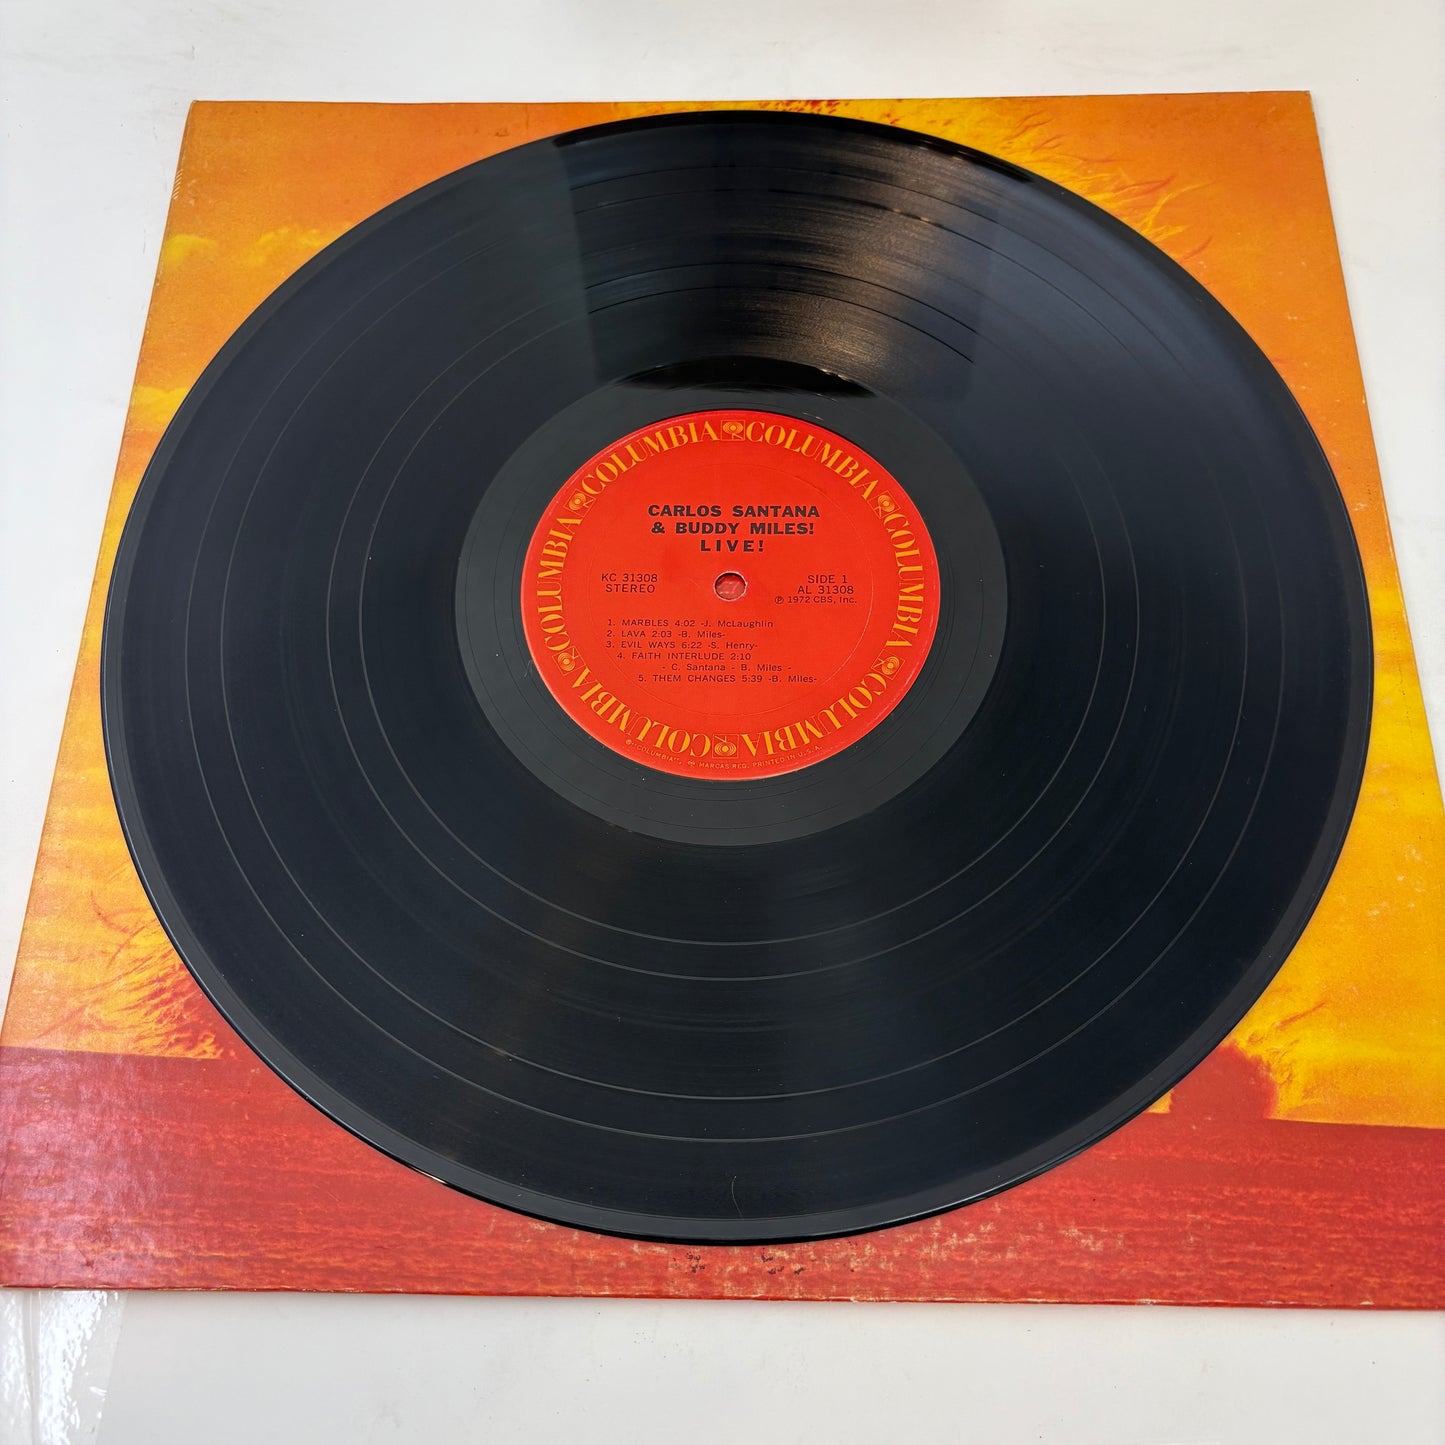 COLUMBIA COLUMBIA COLUMBIA COLUMBIA COLUMBIA COLUMBIA
CARLOS SANTANA
& BUDDY MILES!
LIVE!
KC 31308
STEREO
SIDE 1
AL 31308
℗ 1972 CBS, Inc.
1. MARBLES 4:02 -J. McLaughlin
2. LAVA 2:03 -B. Miles-
3. EVIL WAYS 6:22 -S. Henry-
4. FAITH INTERLUDE 2:10
- C. Santana - B. Miles -
5. THEM CHANGES 5:39 -B. Miles-
® "COLUMBIA", MARCAS REG. PRINTED IN U.S.A.